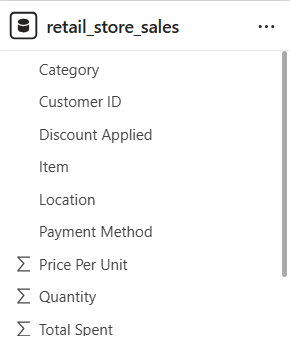 retail_store_sales
Category
Customer ID
Discount Applied
Item
Location
Payment Method
Price Per Unit
Quantity
Total Spent